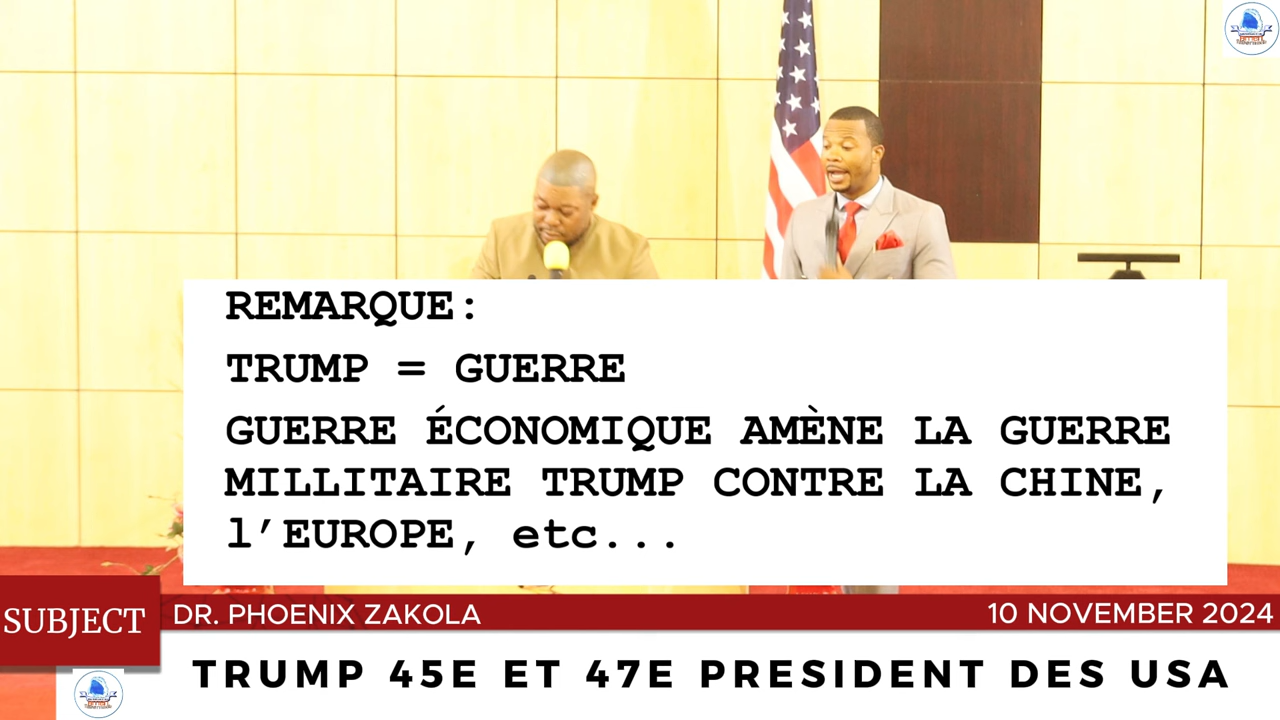 REMARQUE:
TRUMP = GUERRE
GUERRE ÉCONOMIQUE AMÈNE LA GUERRE
MILLITAIRE TRUMP CONTRE LA CHINE,
l'EUROPE, etc...
SUBJECT
DR. PHOENIX ZAKOLA
10 NOVEMBER 2024
TRUMP 45E ET 47E PRESIDENT DES USA